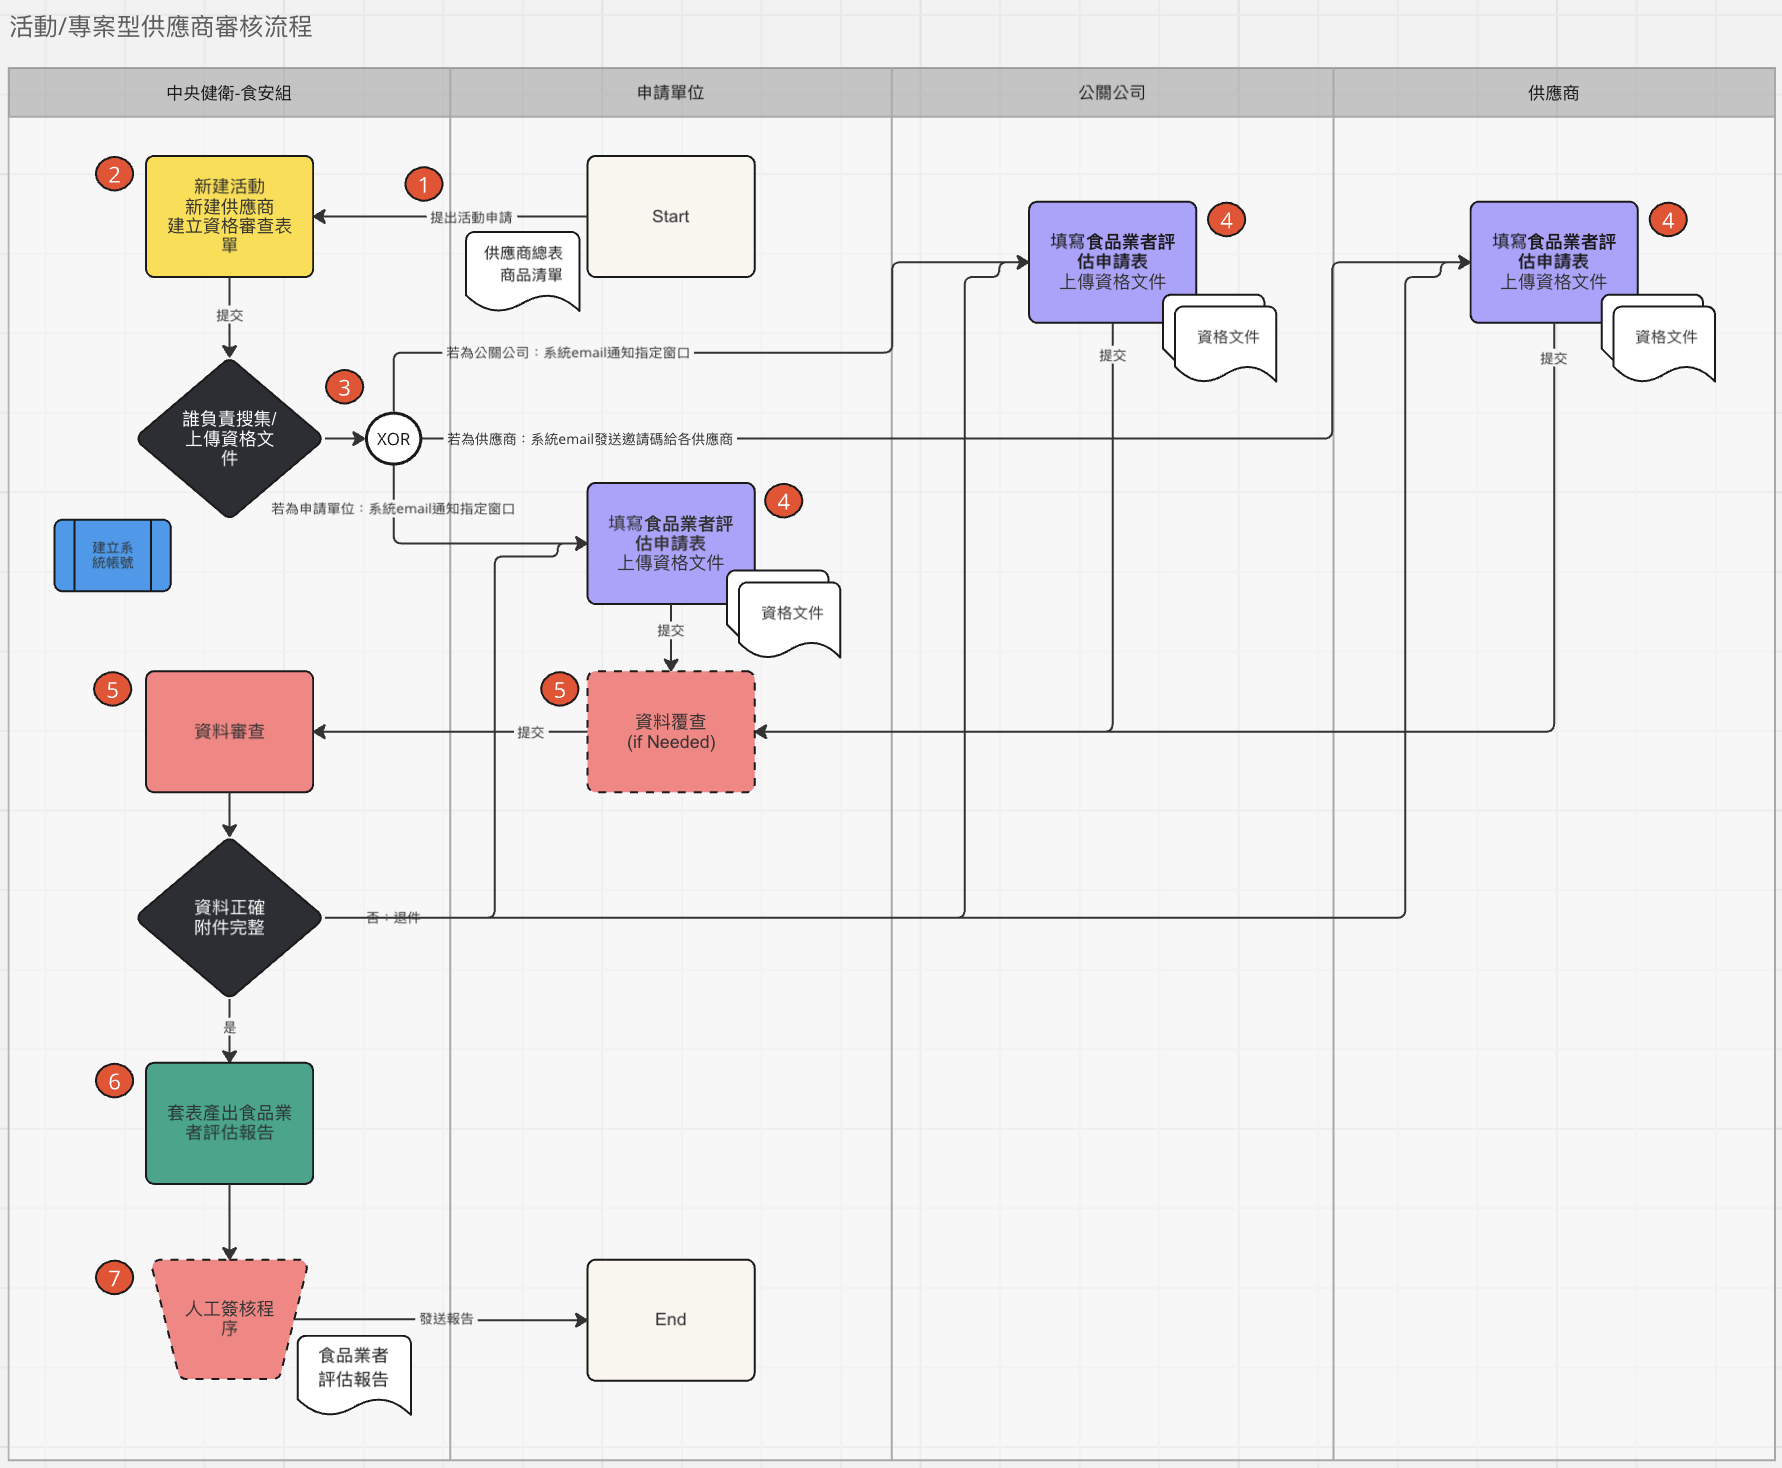 活動/專案型供應商審核流程
中央健衛-食安組
申請單位
公關公司
供應商
2
新建活動
新建供應商
建立資格審查表
單
1
提出活動申請
Start
供應商總表
商品清單
4
填寫食品業者評
估申請表
上傳資格文件
資格文件
提交
4
填寫食品業者評
估申請表
上傳資格文件
資格文件
提交
提交
誰負責搜集/
上傳資格文
件
3
XOR
若為公關公司：系統email通知指定窗口
若為供應商：系統email發送邀請碼給各供應商
若為申請單位：系統email通知指定窗口
建立系
統帳號
4
填寫食品業者評
估申請表
上傳資格文件
資格文件
提交
5
資料審查
提交
5
資料覆查
(if Needed)
資料正確
附件完整
否：退件
是
6
套表產出食品業
者評估報告
7
人工簽核程
序
發送報告
End
食品業者
評估報告